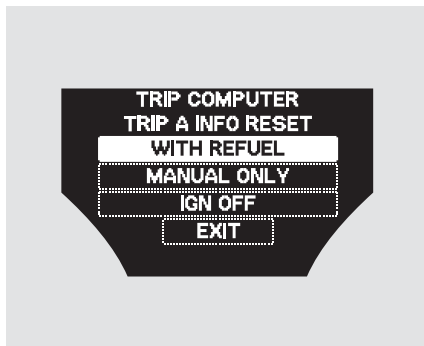 TRIP COMPUTER
TRIP A INFO RESET
WITH REFUEL
MANUAL ONLY
IGN OFF
EXIT